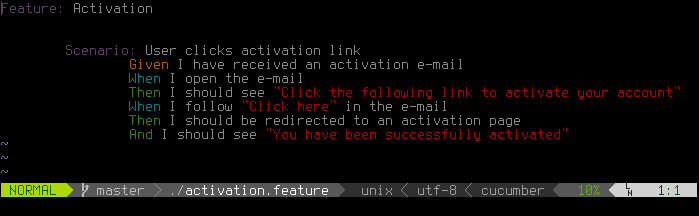 Feature: Activation
Scenario: User clicks activation link
Given I have received an activation e-mail
When I open the e-mail
Then I should see "Click the following link to activate your account"
When I follow "Click here" in the e-mail
Then I should be redirected to an activation page
And I should see "You have been successfully activated"
~
~
~
NORMAL master ./activation.feature unix < utf-8 < cucumber 10% LN 1:1